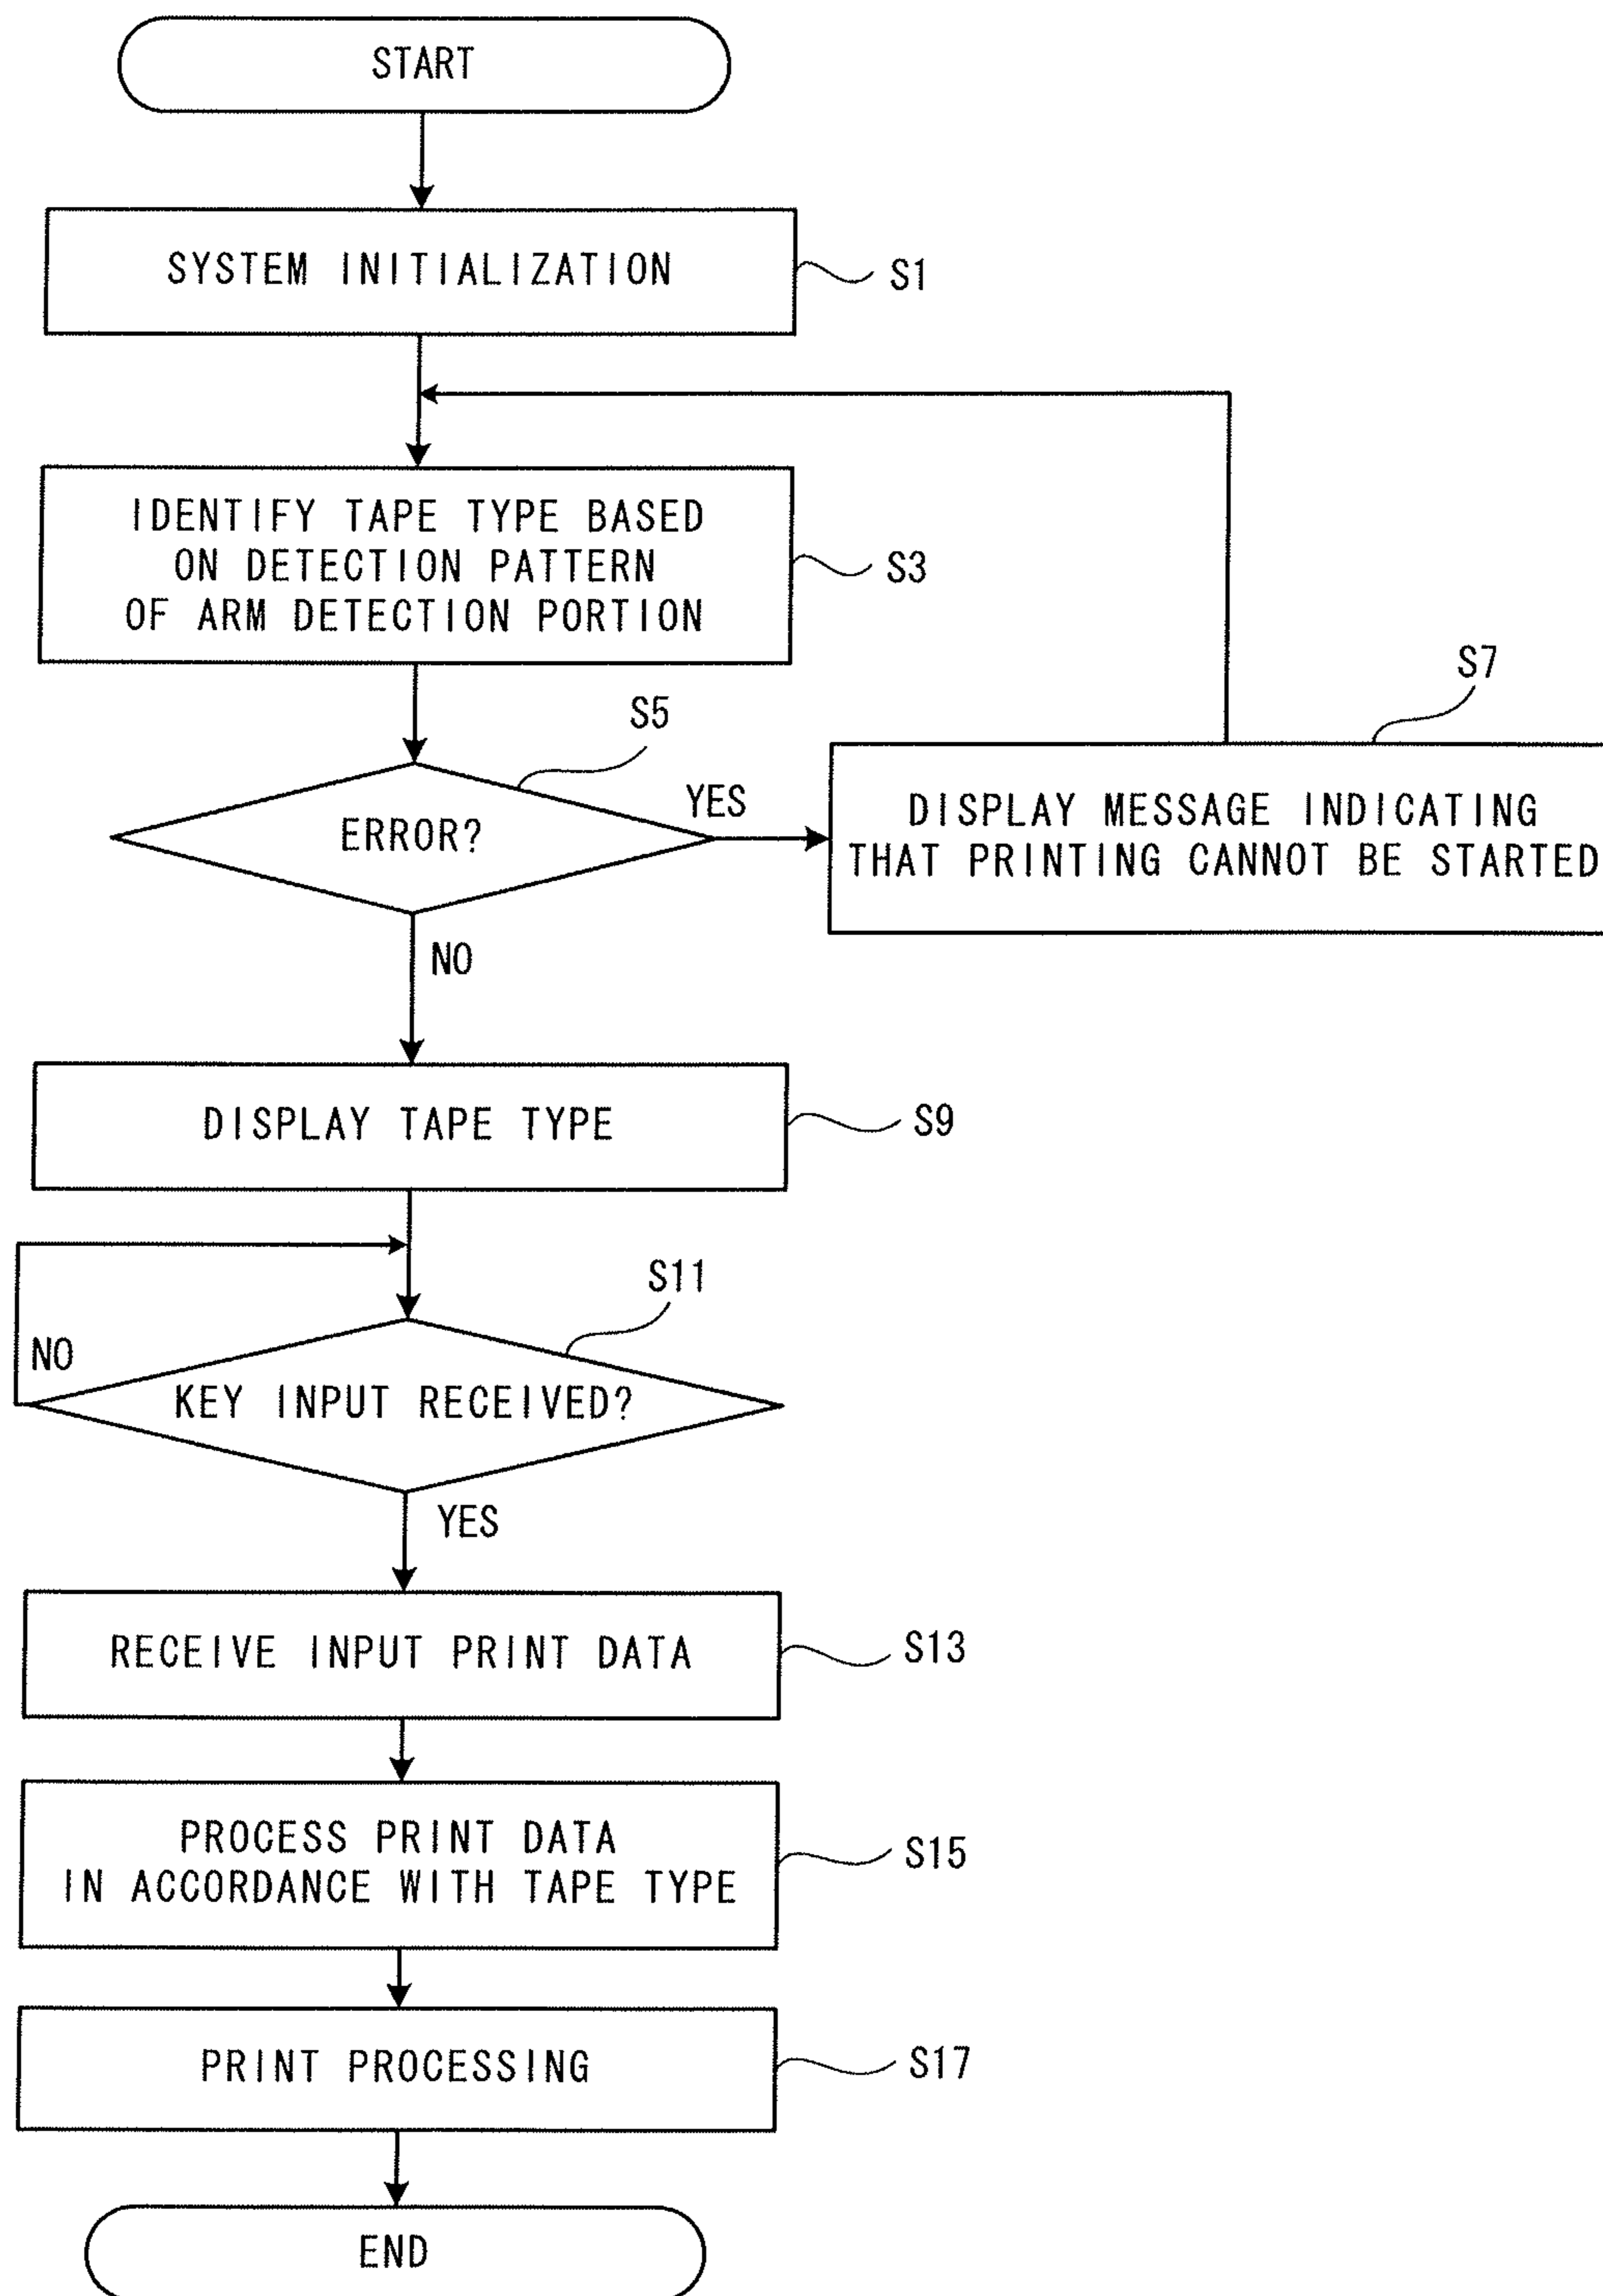 START
SYSTEM INITIALIZATION
S1
IDENTIFY TAPE TYPE BASED
ON DETECTION PATTERN
OF ARM DETECTION PORTION
S3
S5
ERROR?
YES
NO
S7
DISPLAY MESSAGE INDICATING
THAT PRINTING CANNOT BE STARTED
DISPLAY TAPE TYPE
S9
S11
NO
KEY INPUT RECEIVED?
YES
RECEIVE INPUT PRINT DATA
S13
PROCESS PRINT DATA
IN ACCORDANCE WITH TAPE TYPE
S15
PRINT PROCESSING
S17
END